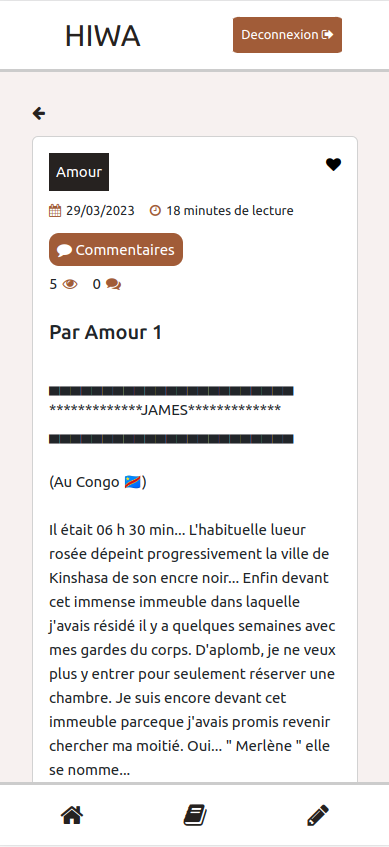 HIWA
Deconnexion
Amour
29/03/2023 18 minutes de lecture
Commentaires
5 0
Par Amour 1
*************JAMES*************
(Au Congo 🇨🇩)
Il était 06 h 30 min... L'habituelle lueur
rosée dépeint progressivement la ville de
Kinshasa de son encre noir... Enfin devant
cet immense immeuble dans laquelle
j'avais résidé il y a quelques semaines avec
mes gardes du corps. D'aplomb, je ne veux
plus y entrer pour seulement réserver une
chambre. Je suis encore devant cet
immeuble parceque j'avais promis revenir
chercher ma moitié. Oui... " Merlène " elle
se nomme...